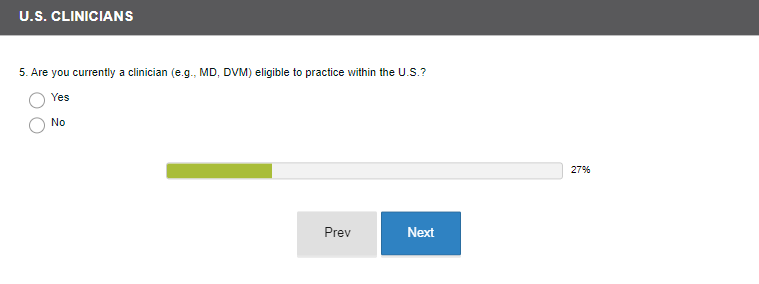 U.S. CLINICIANS
5. Are you currently a clinician (e.g., MD, DVM) eligible to practice within the U.S.?
Yes
No
27%
Prev
Next